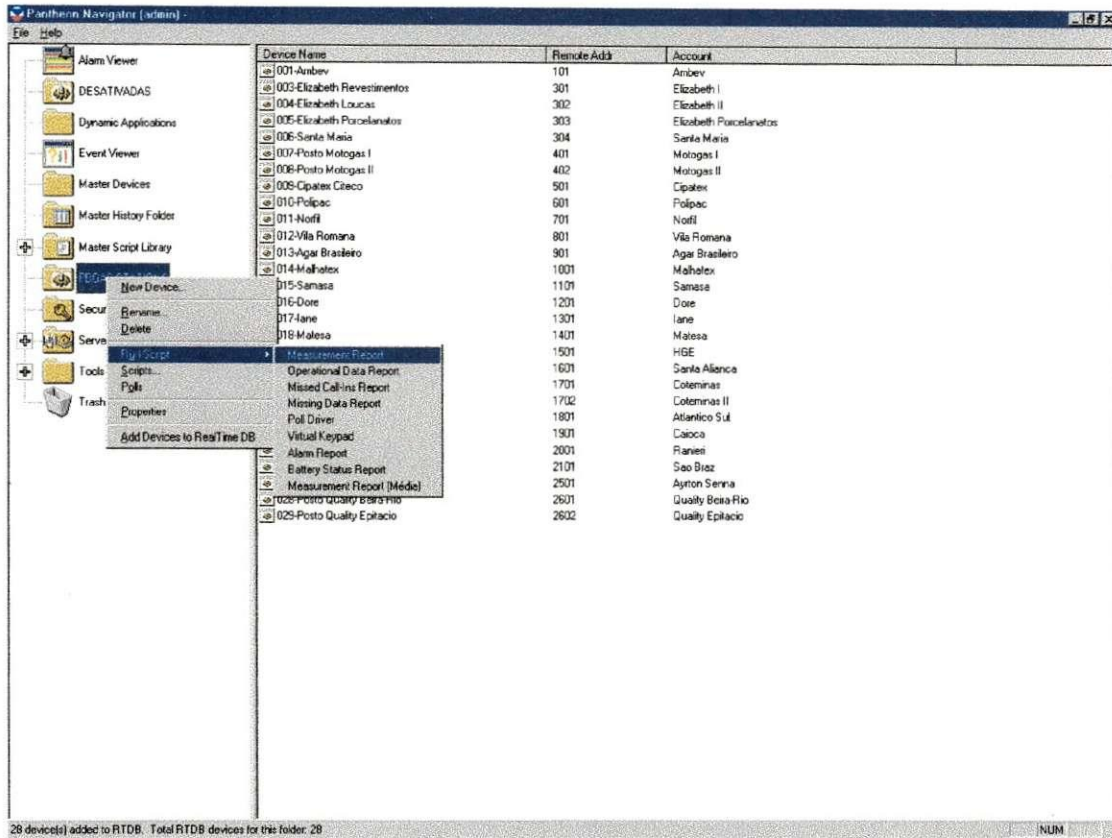 Pantheon Navigator [admin] -
File Help
Alarm Viewer
DESATIVADAS
Dynamic Applications
Event Viewer
Master Devices
Master History Folder
Master Script Library
Secur
Serve
Tools
Trash
New Device...
Rename...
Delete
Run Script
Scripts...
Polls
Properties
Add Devices to RealTime DB
Measurement Report
Operational Data Report
Missed Call-Ins Report
Missing Data Report
Poll Driver
Virtual Keypad
Alarm Report
Battery Status Report
Measurement Report (Média)
Device Name Remote Addr Account
001-Ambev 101 Ambev
003-Elizabeth Revestimentos 301 Elizabeth I
004-Elizabeth Loucas 302 Elizabeth II
005-Elizabeth Porcelanatos 303 Elizabeth Porcelanatos
006-Santa Maria 304 Santa Maria
007-Posto Motogas I 401 Motogas I
008-Posto Motogas II 402 Motogas II
009-Cipatex Citeco 501 Cipatex
010-Polipac 601 Polipac
011-Norfil 701 Norfil
012-Vila Romana 801 Vila Romana
013-Agar Brasileiro 901 Agar Brasileiro
014-Malhatex 1001 Malhatex
015-Samasa 1101 Samasa
016-Dore 1201 Dore
017-Iane 1301 Iane
018-Matesa 1401 Matesa
1501 HGE
1601 Santa Alianca
1701 Coteminas
1702 Coteminas II
1801 Atlantico Sul
1901 Caioca
2001 Ranieri
2101 Sao Braz
2501 Ayrton Senna
028-Posto Quality Beira-Rio 2601 Quality Beira-Rio
029-Posto Quality Epitacio 2602 Quality Epitacio
28 device(s) added to RTDB. Total RTDB devices for this folder: 28
NUM